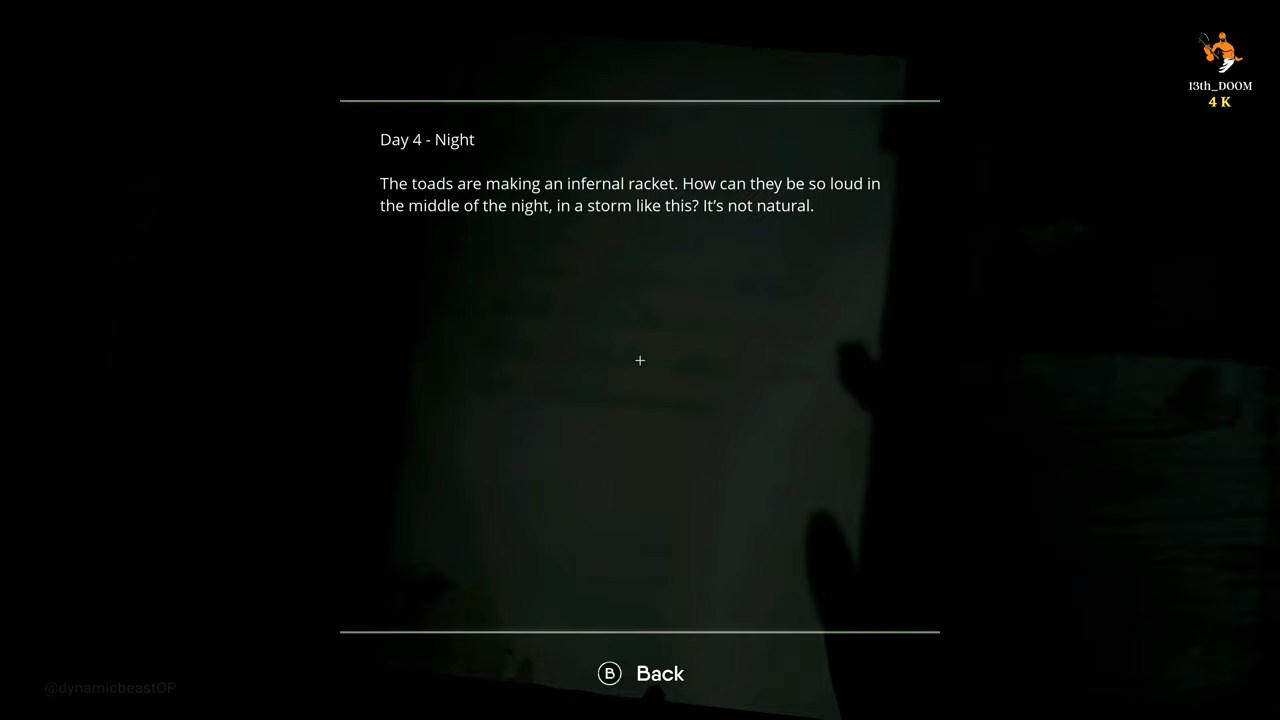 13th_DOOM
4 K
Day 4 - Night
The toads are making an infernal racket. How can they be so loud in
the middle of the night, in a storm like this? It’s not natural.
B Back
@dynamicbeastOP